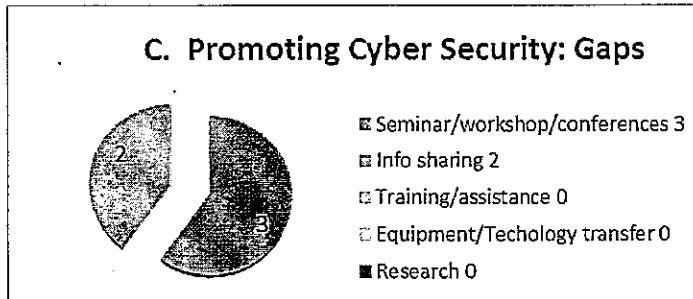 C. Promoting Cyber Security: Gaps
2
3
Seminar/workshop/conferences 3
Info sharing 2
Training/assistance 0
Equipment/Techology transfer 0
Research 0